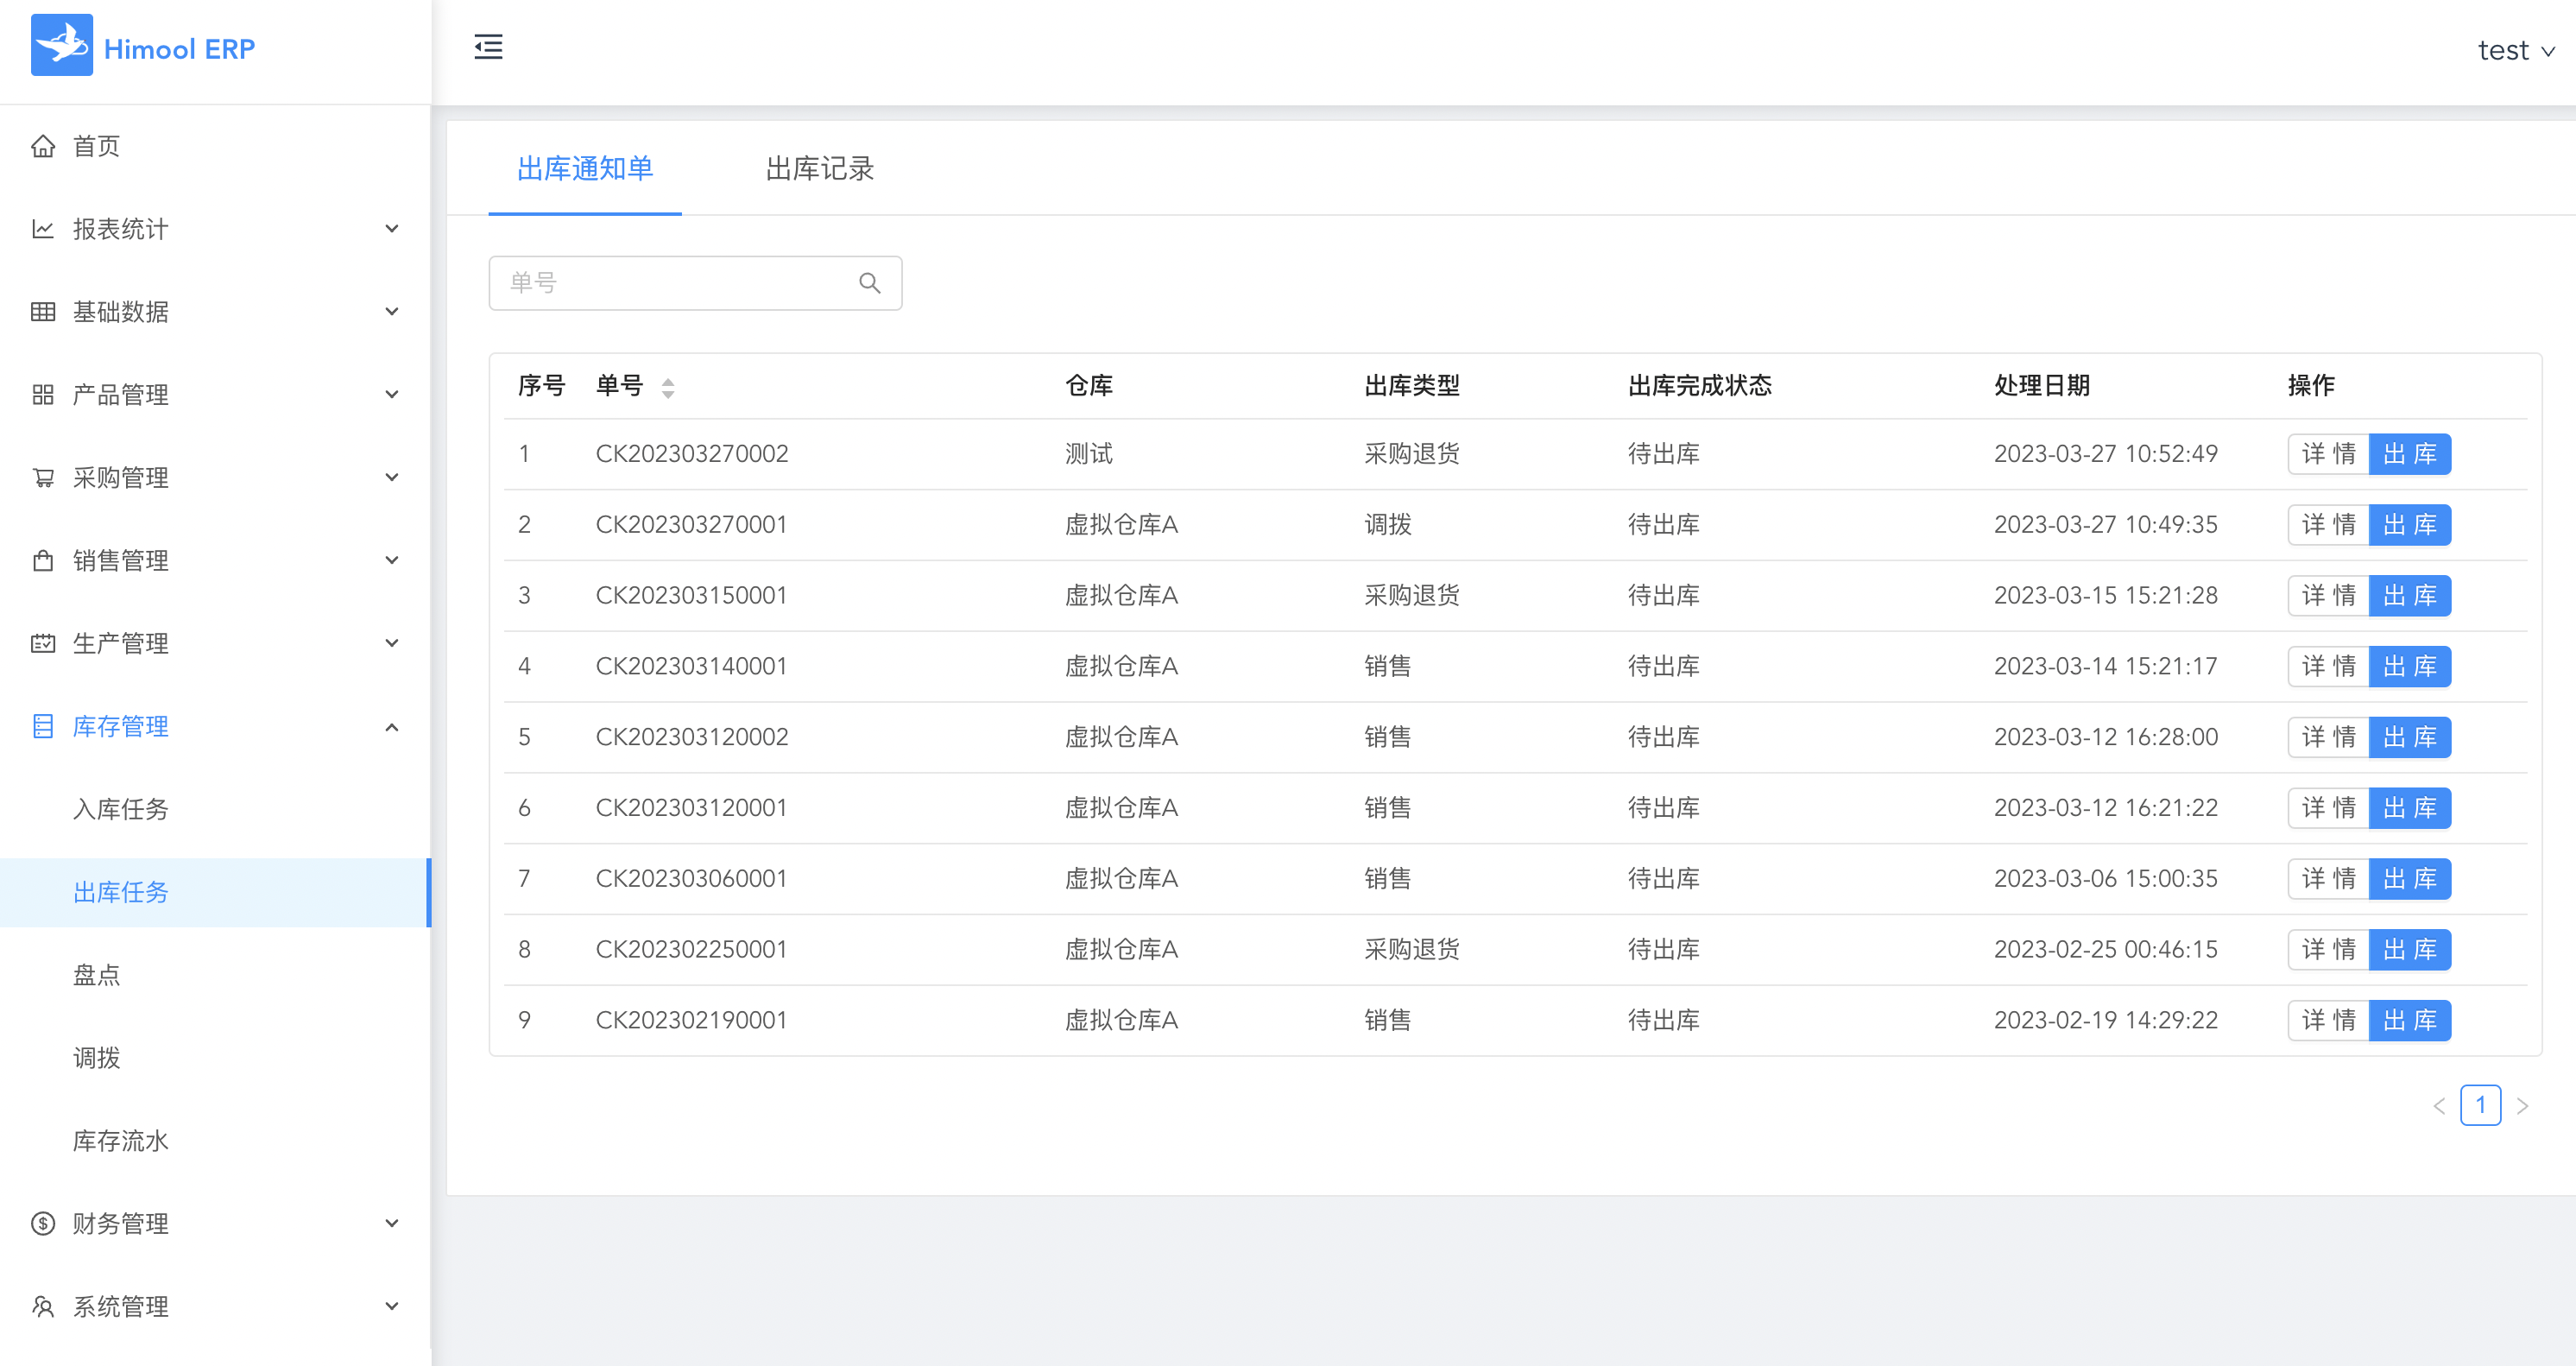 Himool ERP
test
首页
报表统计
基础数据
产品管理
采购管理
销售管理
生产管理
库存管理
入库任务
出库任务
盘点
调拨
库存流水
财务管理
系统管理
出库通知单 出库记录
单号
序号 单号 仓库 出库类型 出库完成状态 处理日期 操作
1 CK202303270002 测试 采购退货 待出库 2023-03-27 10:52:49 详情 出库
2 CK202303270001 虚拟仓库A 调拨 待出库 2023-03-27 10:49:35 详情 出库
3 CK202303150001 虚拟仓库A 采购退货 待出库 2023-03-15 15:21:28 详情 出库
4 CK202303140001 虚拟仓库A 销售 待出库 2023-03-14 15:21:17 详情 出库
5 CK202303120002 虚拟仓库A 销售 待出库 2023-03-12 16:28:00 详情 出库
6 CK202303120001 虚拟仓库A 销售 待出库 2023-03-12 16:21:22 详情 出库
7 CK202303060001 虚拟仓库A 销售 待出库 2023-03-06 15:00:35 详情 出库
8 CK202302250001 虚拟仓库A 采购退货 待出库 2023-02-25 00:46:15 详情 出库
9 CK202302190001 虚拟仓库A 销售 待出库 2023-02-19 14:29:22 详情 出库
1